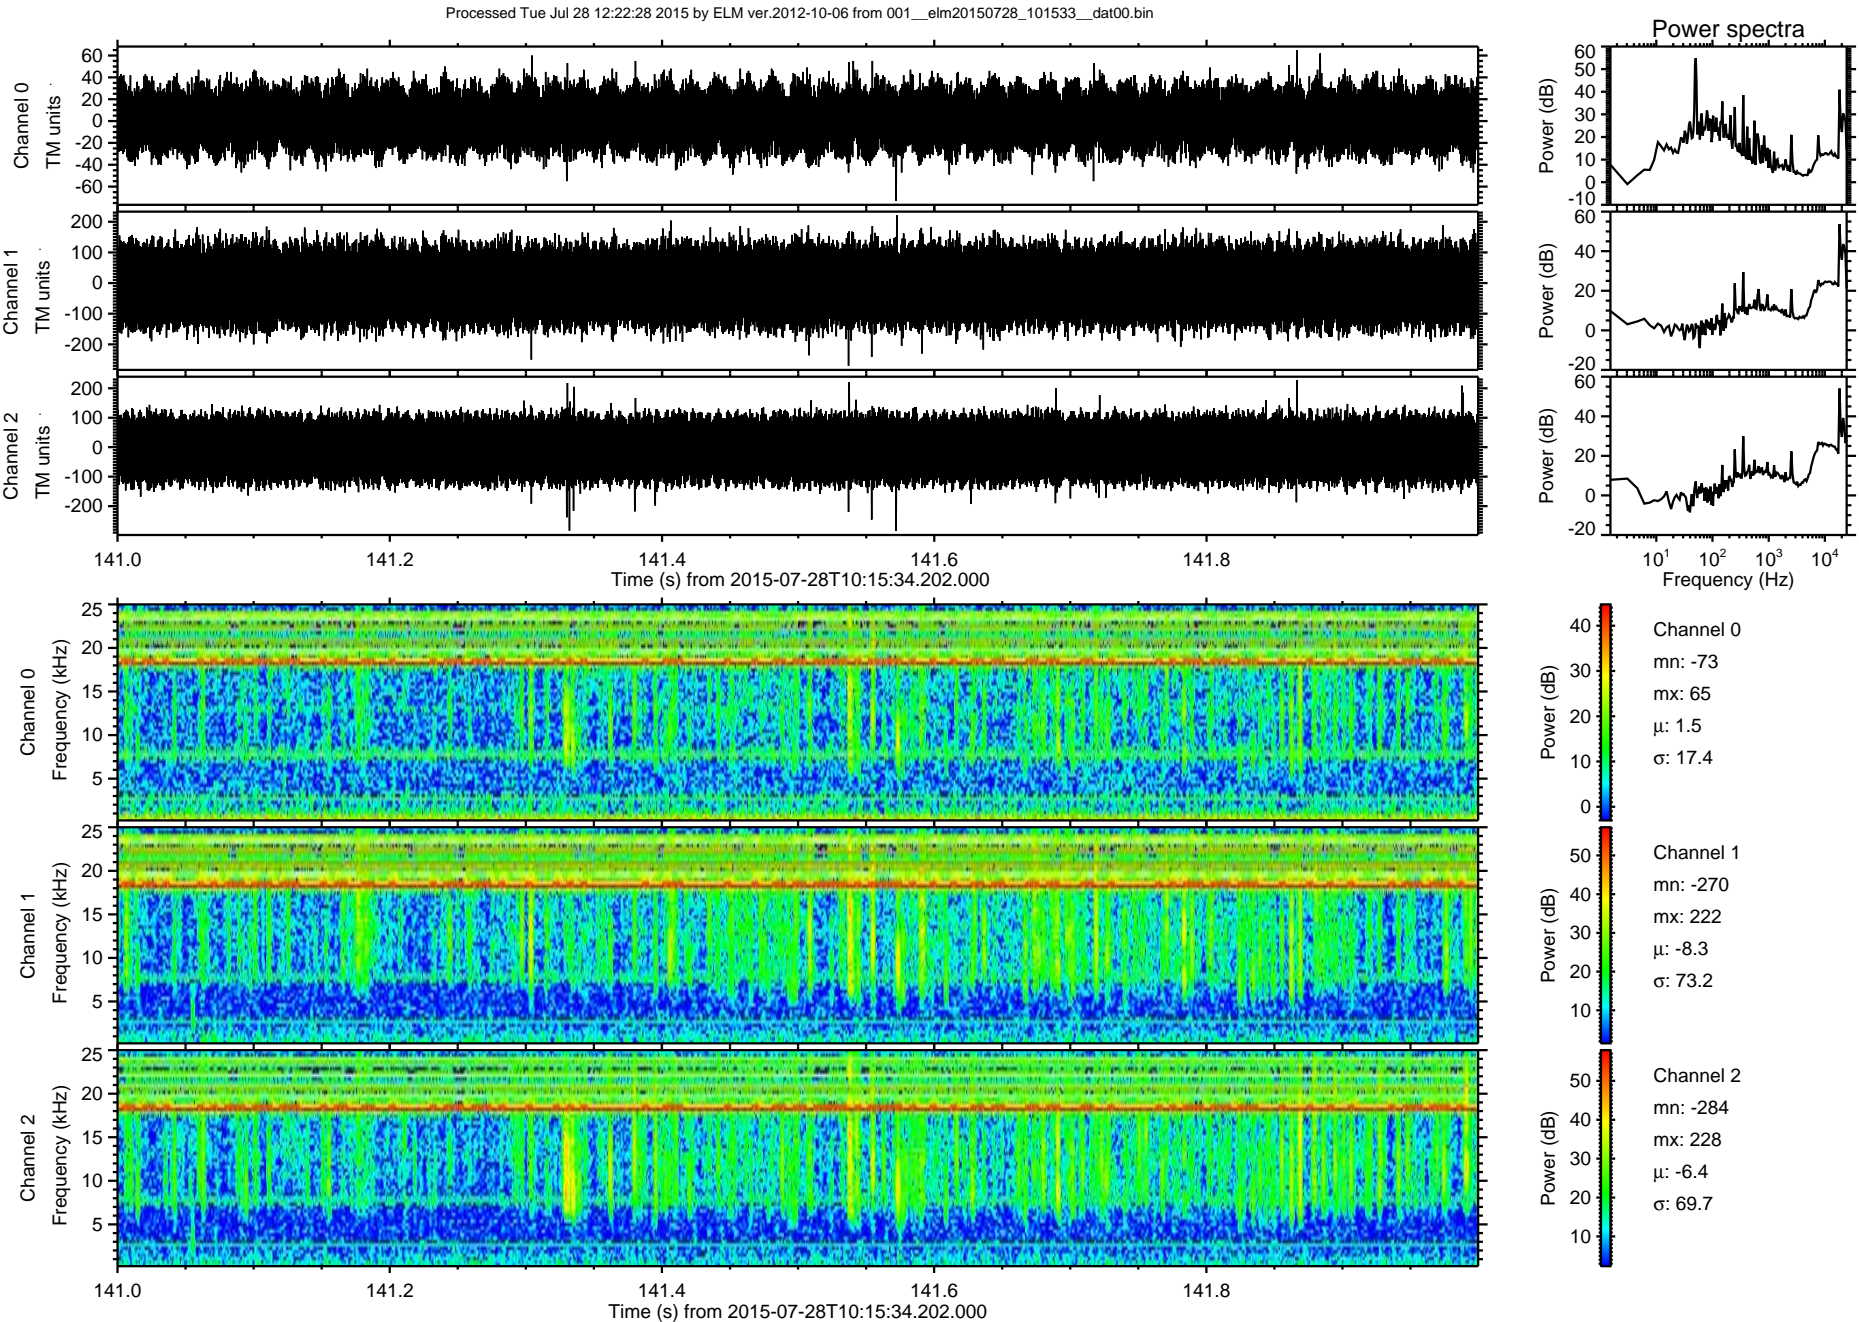 Processed Tue Jul 28 12:22:28 2015 by ELM ver.2012-10-06 from 001__elm20150728_101533__dat00.bin
Power spectra
Channel 0
TM units
60
40
20
0
-20
-40
-60
Power (dB)
60
50
40
30
20
10
0
-10
Channel 1
TM units
200
100
0
-100
-200
Power (dB)
60
40
20
0
-20
Channel 2
TM units
200
100
0
-100
-200
Power (dB)
60
40
20
0
-20
141.0 141.2 141.4 141.6 141.8
Time (s) from 2015-07-28T10:15:34.202.000
10^1 10^2 10^3 10^4
Frequency (Hz)
Channel 0
Frequency (kHz)
25
20
15
10
5
Power (dB)
40
30
20
10
0
Channel 0
mn: -73
mx: 65
μ: 1.5
σ: 17.4
Channel 1
Frequency (kHz)
25
20
15
10
5
Power (dB)
50
40
30
20
10
Channel 1
mn: -270
mx: 222
μ: -8.3
σ: 73.2
Channel 2
Frequency (kHz)
25
20
15
10
5
Power (dB)
50
40
30
20
10
Channel 2
mn: -284
mx: 228
μ: -6.4
σ: 69.7
141.0 141.2 141.4 141.6 141.8
Time (s) from 2015-07-28T10:15:34.202.000